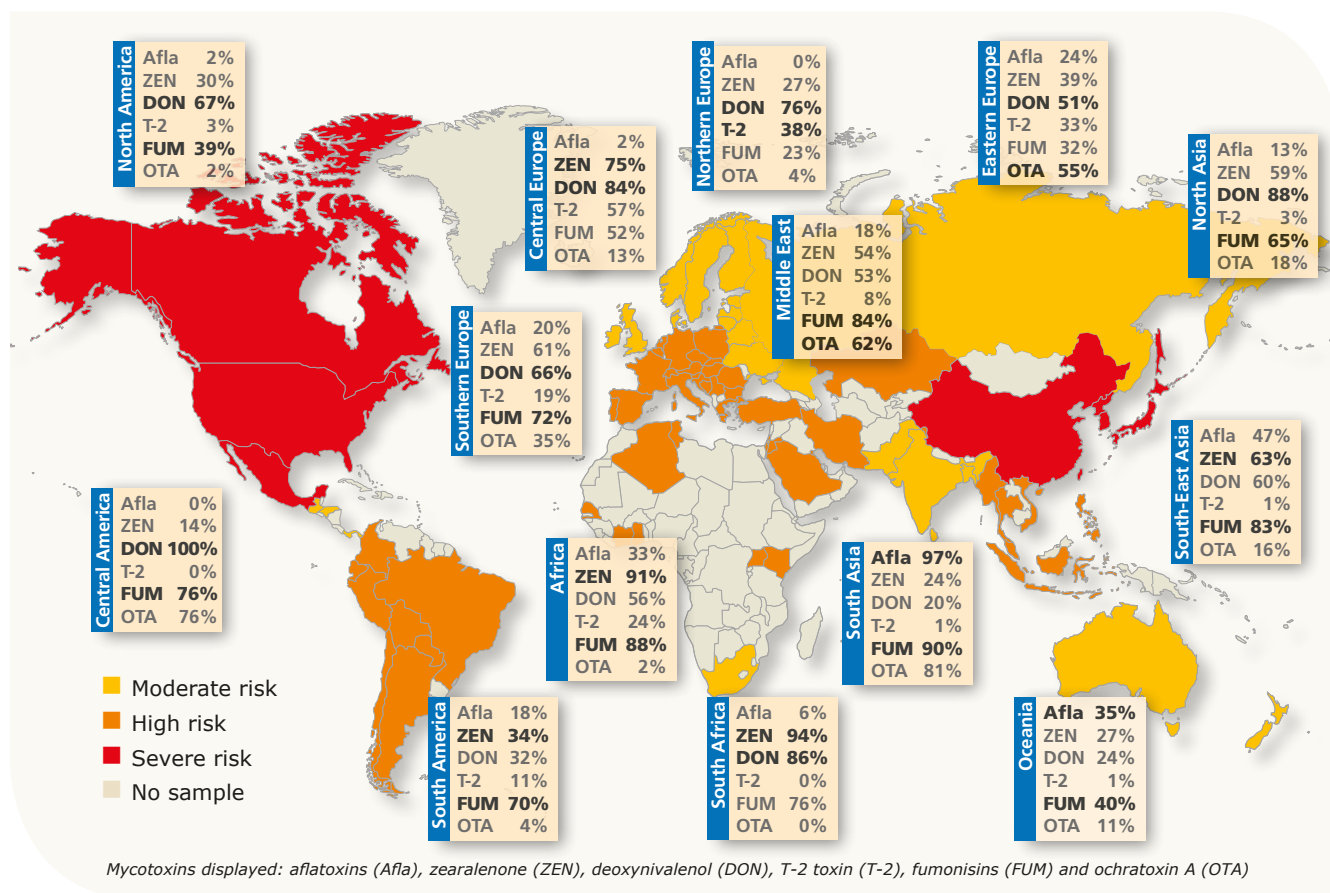 North America
Afla 2%
ZEN 30%
DON 67%
T-2 3%
FUM 39%
OTA 2%
Central Europe
Afla 2%
ZEN 75%
DON 84%
T-2 57%
FUM 52%
OTA 13%
Northern Europe
Afla 0%
ZEN 27%
DON 76%
T-2 38%
FUM 23%
OTA 4%
Eastern Europe
Afla 24%
ZEN 39%
DON 51%
T-2 33%
FUM 32%
OTA 55%
North Asia
Afla 13%
ZEN 59%
DON 88%
T-2 3%
FUM 65%
OTA 18%
Middle East
Afla 18%
ZEN 54%
DON 53%
T-2 8%
FUM 84%
OTA 62%
Southern Europe
Afla 20%
ZEN 61%
DON 66%
T-2 19%
FUM 72%
OTA 35%
South-East Asia
Afla 47%
ZEN 63%
DON 60%
T-2 1%
FUM 83%
OTA 16%
Central America
Afla 0%
ZEN 14%
DON 100%
T-2 0%
FUM 76%
OTA 76%
Africa
Afla 33%
ZEN 91%
DON 56%
T-2 24%
FUM 88%
OTA 2%
South Asia
Afla 97%
ZEN 24%
DON 20%
T-2 1%
FUM 90%
OTA 81%
Moderate risk
High risk
Severe risk
No sample
South America
Afla 18%
ZEN 34%
DON 32%
T-2 11%
FUM 70%
OTA 4%
South Africa
Afla 6%
ZEN 94%
DON 86%
T-2 0%
FUM 76%
OTA 0%
Oceania
Afla 35%
ZEN 27%
DON 24%
T-2 1%
FUM 40%
OTA 11%
Mycotoxins displayed: aflatoxins (Afla), zearalenone (ZEN), deoxynivalenol (DON), T-2 toxin (T-2), fumonisins (FUM) and ochratoxin A (OTA)